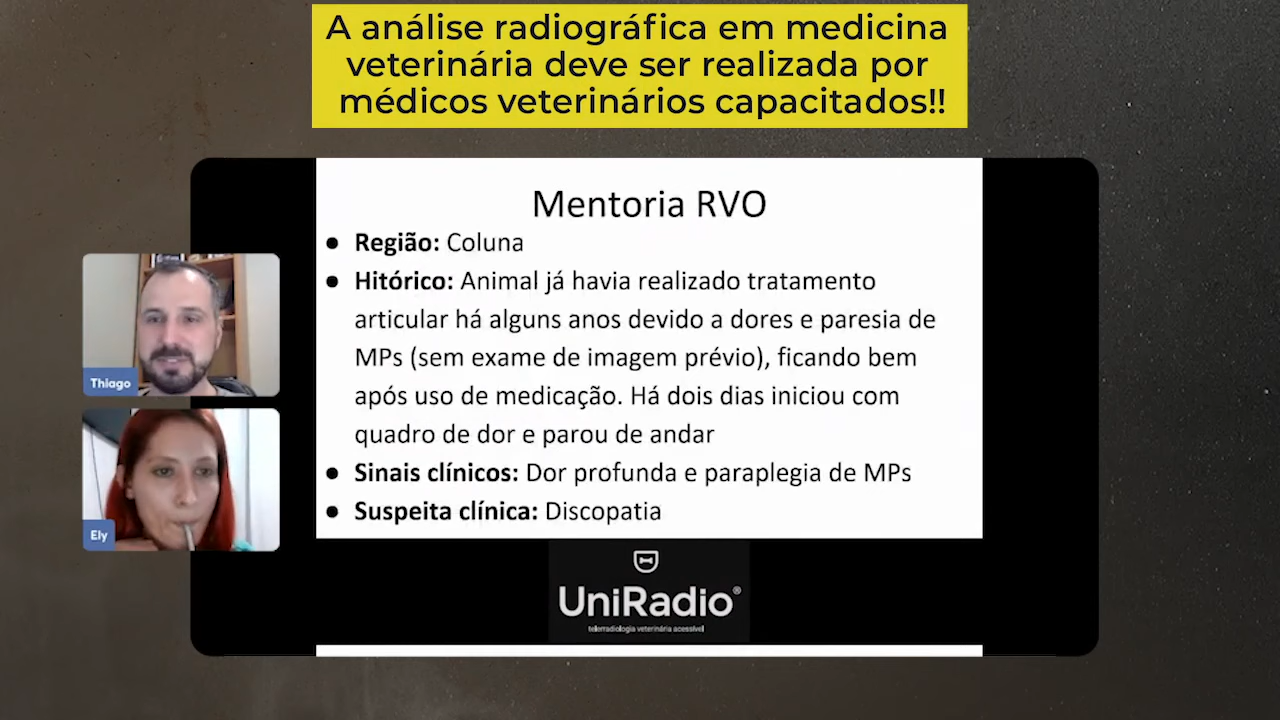 A análise radiográfica em medicina
veterinária deve ser realizada por
médicos veterinários capacitados!!
Mentoria RVO
● Região: Coluna
● Hitórico: Animal já havia realizado tratamento
articular há alguns anos devido a dores e paresia de
MPs (sem exame de imagem prévio), ficando bem
após uso de medicação. Há dois dias iniciou com
quadro de dor e parou de andar
● Sinais clínicos: Dor profunda e paraplegia de MPs
● Suspeita clínica: Discopatia
Thiago
Ely
UniRadio®
telerradiologia veterinária acessível